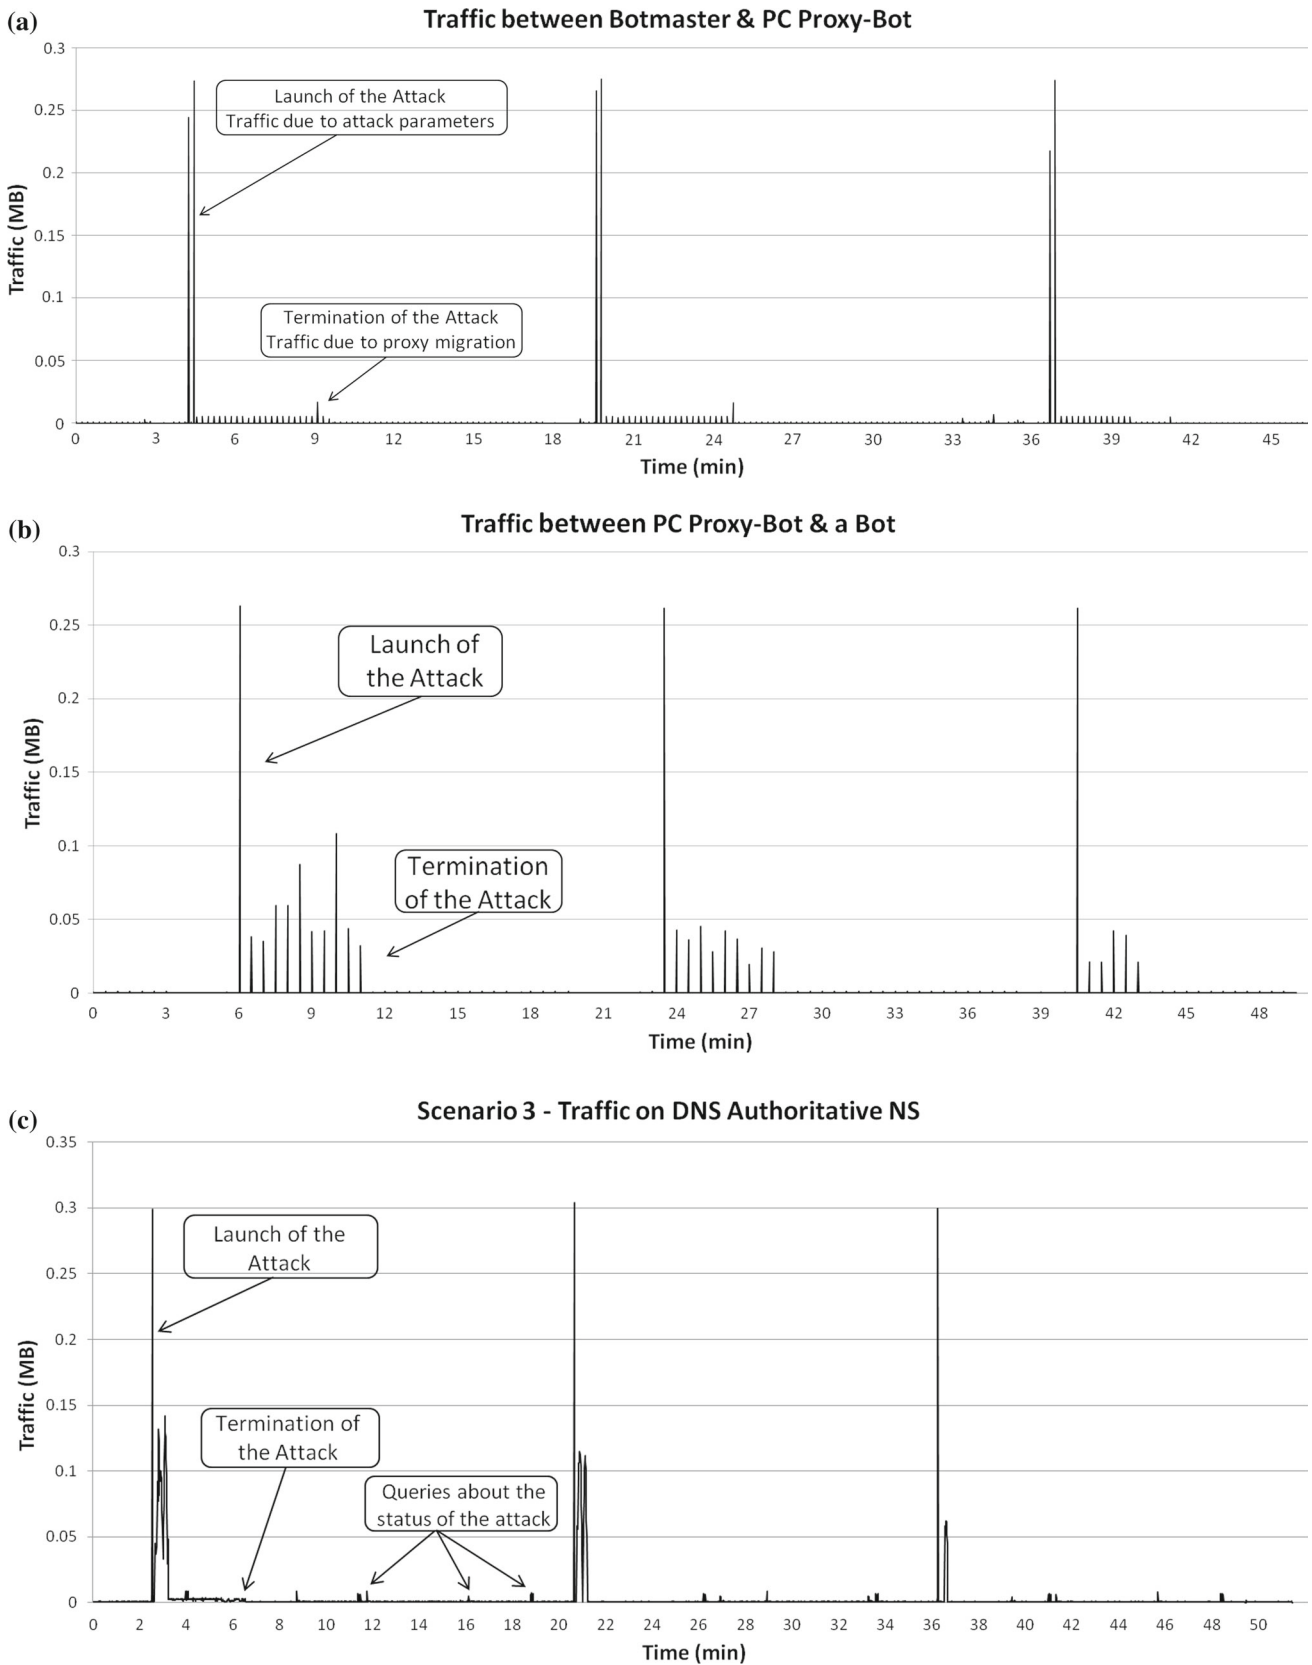 (a)
Traffic between Botmaster & PC Proxy-Bot
0.3
0.25
0.2
0.15
0.1
0.05
0
Traffic (MB)
Launch of the Attack
Traffic due to attack parameters
Termination of the Attack
Traffic due to proxy migration
0 3 6 9 12 15 18 21 24 27 30 33 36 39 42 45
Time (min)
(b)
Traffic between PC Proxy-Bot & a Bot
0.3
0.25
0.2
0.15
0.1
0.05
0
Traffic (MB)
Launch of
the Attack
Termination
of the Attack
0 3 6 9 12 15 18 21 24 27 30 33 36 39 42 45 48
Time (min)
(c)
Scenario 3 - Traffic on DNS Authoritative NS
0.35
0.3
0.25
0.2
0.15
0.1
0.05
0
Traffic (MB)
Launch of the
Attack
Termination of
the Attack
Queries about the
status of the attack
0 2 4 6 8 10 12 14 16 18 20 22 24 26 28 30 32 34 36 38 40 42 44 46 48 50
Time (min)